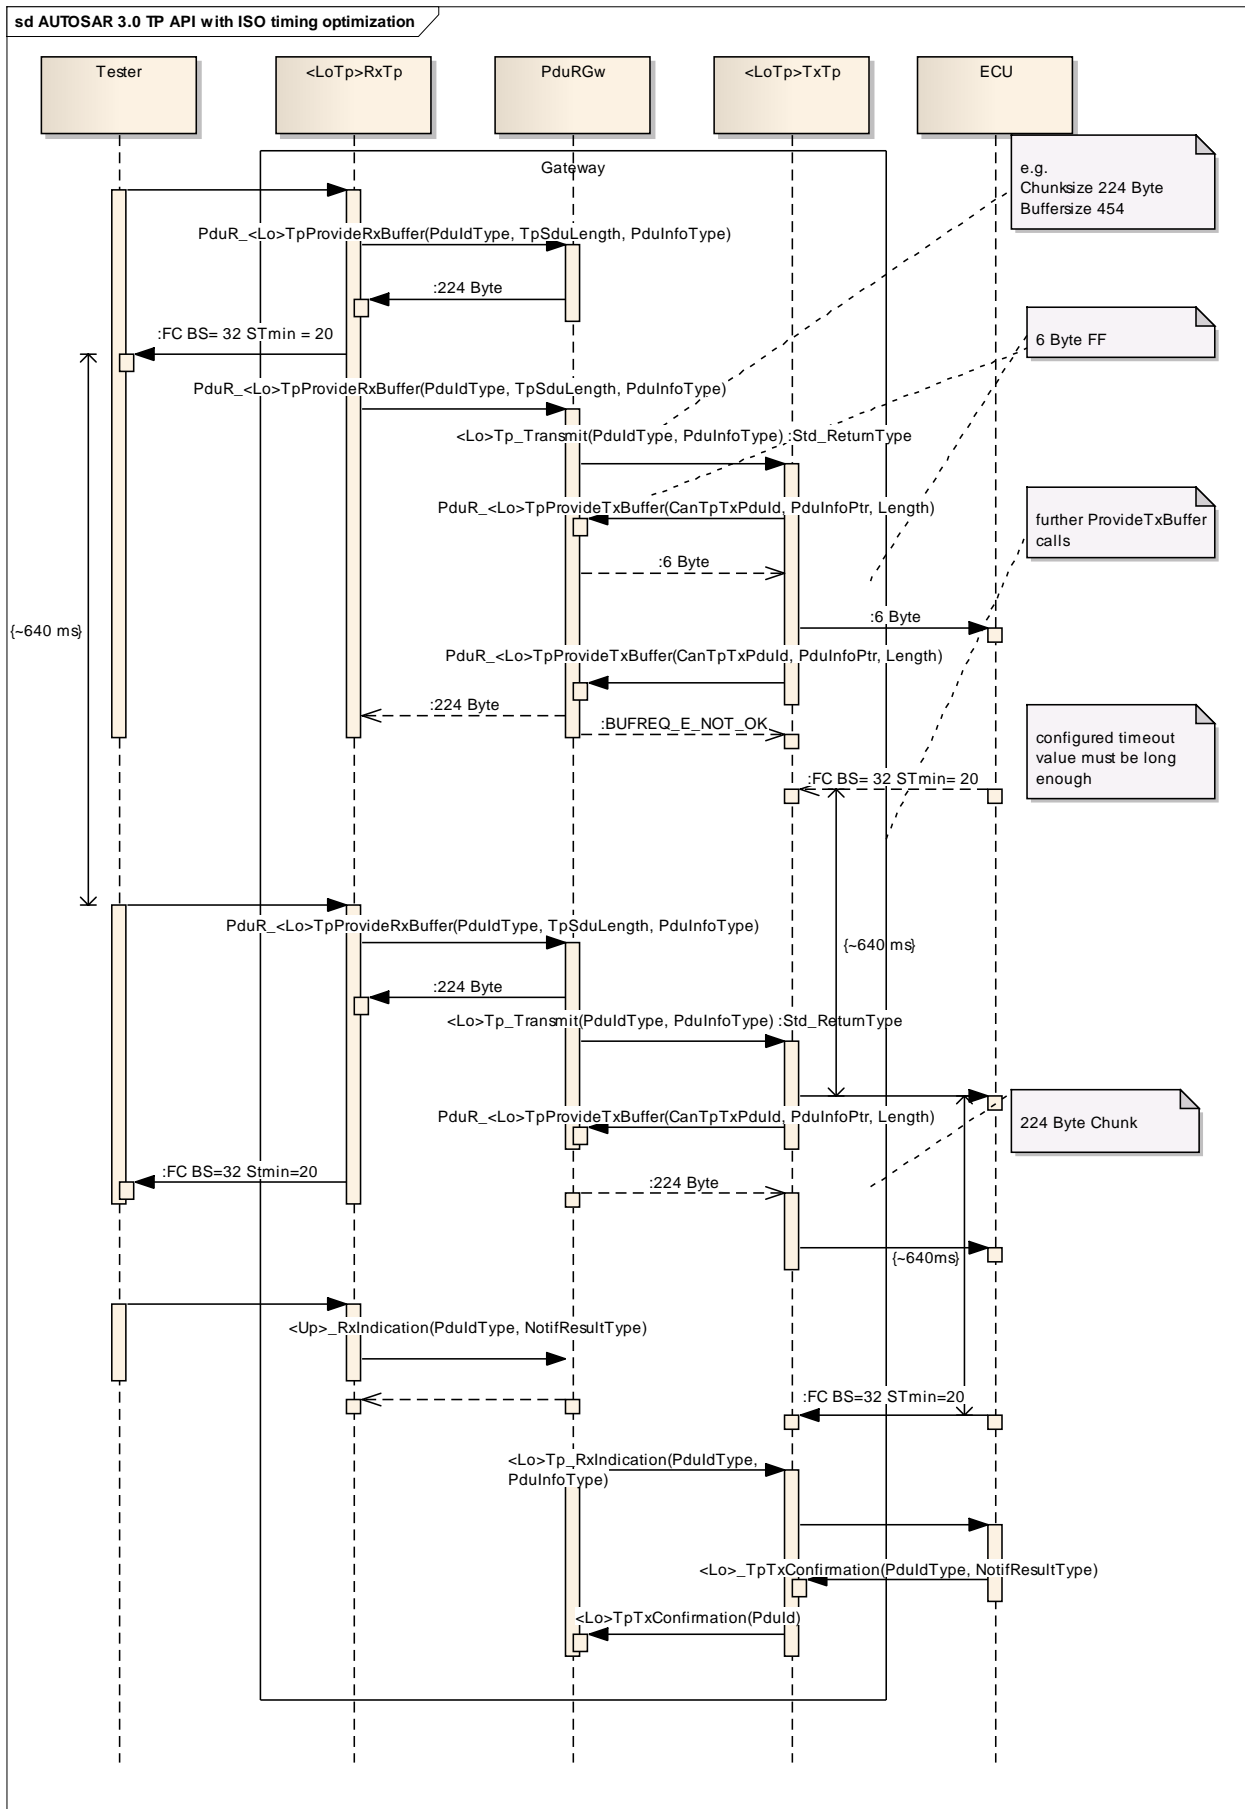 sd AUTOSAR 3.0 TP API with ISO timing optimization
Tester
<LoTp>RxTp
PduRGw
<LoTp>TxTp
ECU
Gateway
e.g.
Chunksize 224 Byte
Buffersize 454
PduR_<Lo>TpProvideRxBuffer(PduIdType, TpSduLength, PduInfoType)
:224 Byte
:FC BS= 32 STmin = 20
6 Byte FF
PduR_<Lo>TpProvideRxBuffer(PduIdType, TpSduLength, PduInfoType)
<Lo>Tp_Transmit(PduIdType, PduInfoType) :Std_ReturnType
PduR_<Lo>TpProvideTxBuffer(CanTpTxPduId, PduInfoPtr, Length)
further ProvideTxBuffer
calls
:6 Byte
:6 Byte
{~640 ms}
PduR_<Lo>TpProvideTxBuffer(CanTpTxPduId, PduInfoPtr, Length)
:224 Byte
:BUFREQ_E_NOT_OK
configured timeout
value must be long
enough
:FC BS= 32 STmin= 20
PduR_<Lo>TpProvideRxBuffer(PduIdType, TpSduLength, PduInfoType)
{~640 ms}
:224 Byte
<Lo>Tp_Transmit(PduIdType, PduInfoType) :Std_ReturnType
PduR_<Lo>TpProvideTxBuffer(CanTpTxPduId, PduInfoPtr, Length)
224 Byte Chunk
:FC BS=32 Stmin=20
:224 Byte
{~640ms}
<Up>_RxIndication(PduIdType, NotifResultType)
:FC BS=32 STmin=20
<Lo>Tp_RxIndication(PduIdType,
PduInfoType)
<Lo>_TpTxConfirmation(PduIdType, NotifResultType)
<Lo>TpTxConfirmation(PduId)